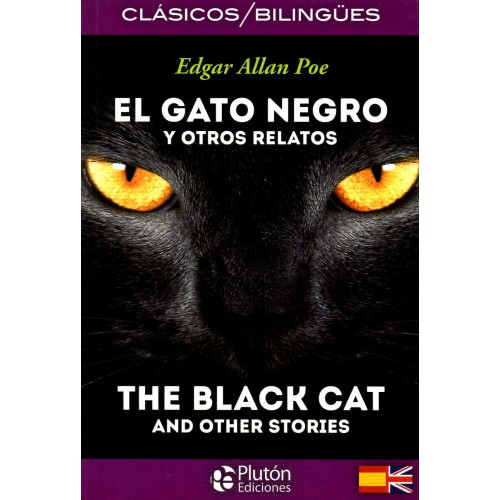 CLÁSICOS/BILINGÜES
Edgar Allan Poe
EL GATO NEGRO
Y OTROS RELATOS
THE BLACK CAT
AND OTHER STORIES
Plutón
Ediciones